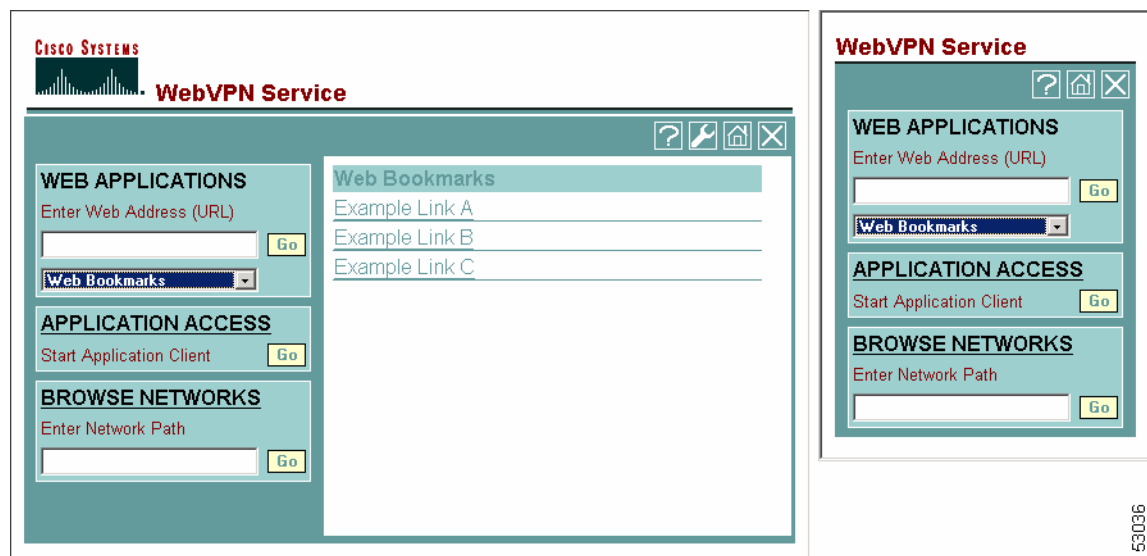 CISCO SYSTEMS
WebVPN Service
WEB APPLICATIONS
Enter Web Address (URL)
Go
Web Bookmarks
APPLICATION ACCESS
Start Application Client Go
BROWSE NETWORKS
Enter Network Path
Go
Web Bookmarks
Example Link A
Example Link B
Example Link C
WebVPN Service
WEB APPLICATIONS
Enter Web Address (URL)
Go
Web Bookmarks
APPLICATION ACCESS
Start Application Client Go
BROWSE NETWORKS
Enter Network Path
Go
53036